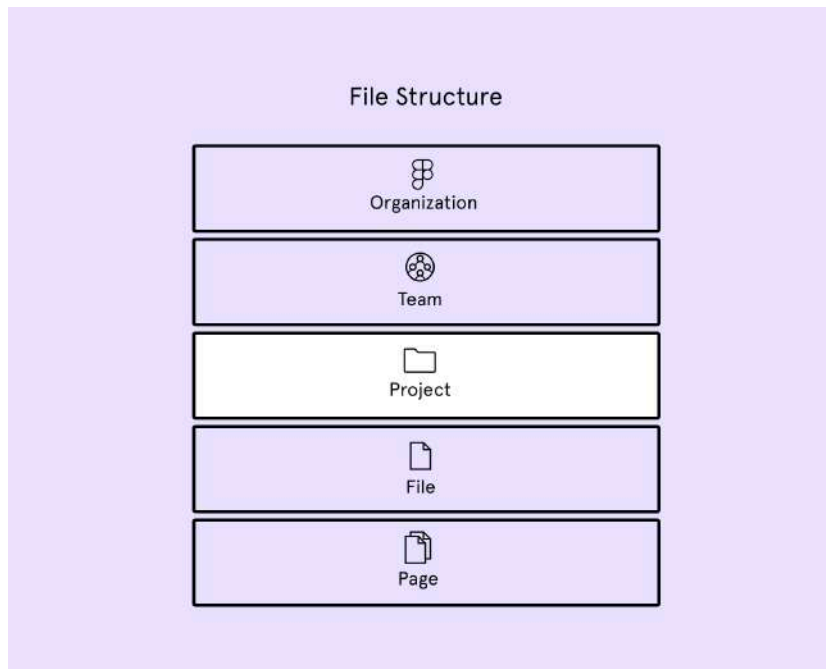 File Structure
Organization
Team
Project
File
Page